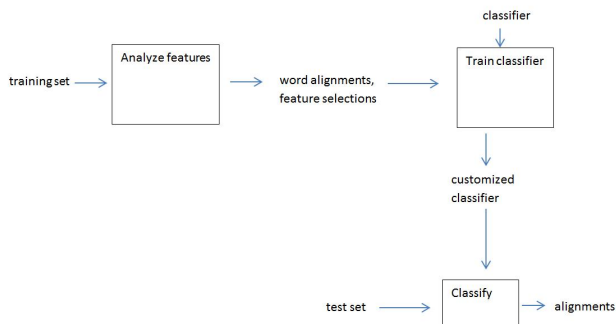 classifier
Analyze features
Train classifier
training set
word alignments,
feature selections
customized
classifier
Classify
test set
alignments